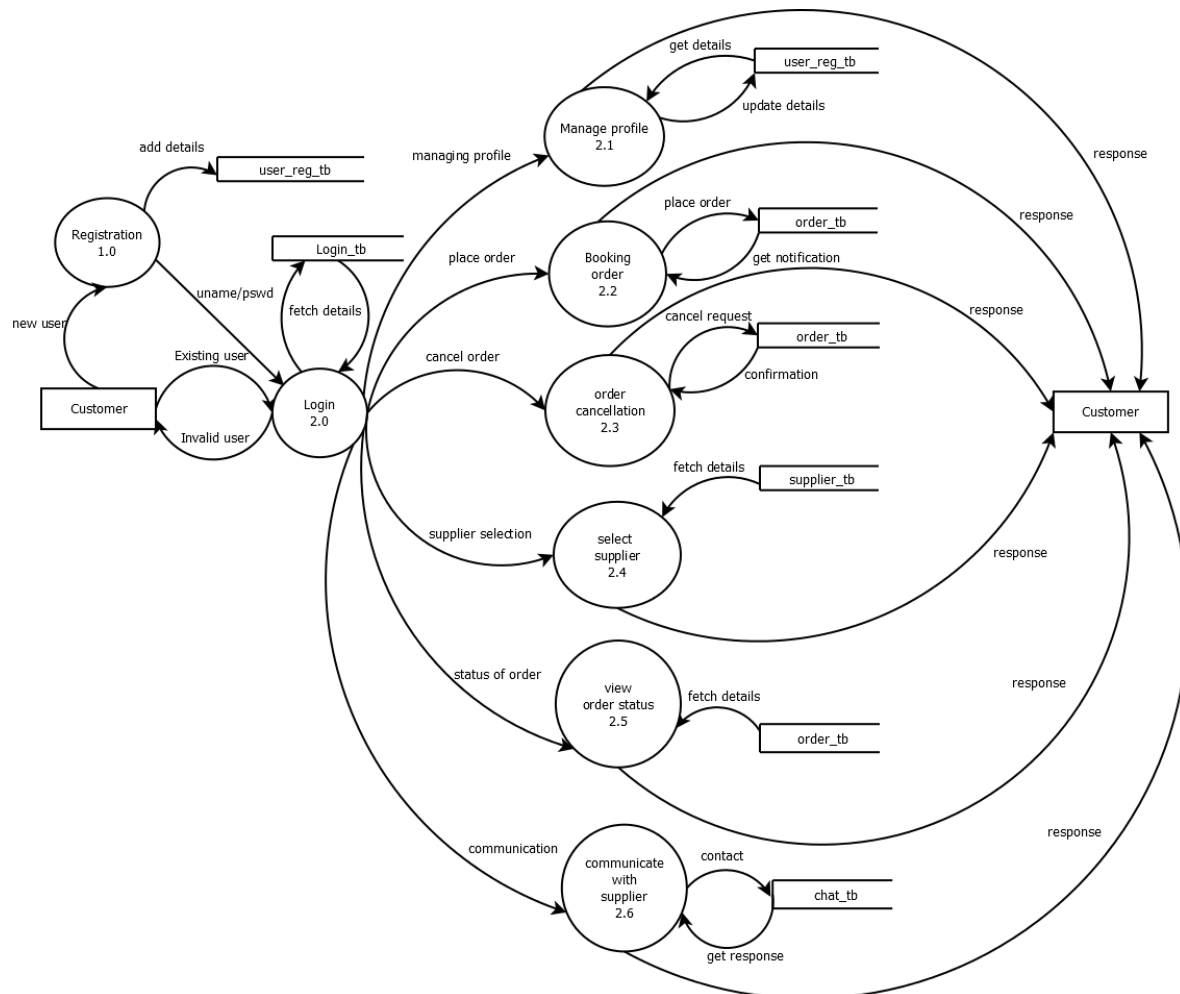 get details
user_reg_tb
update details
Manage profile
2.1
managing profile
response
add details
user_reg_tb
Registration
1.0
place order
order_tb
response
Booking
order
2.2
get notification
Login_tb
place order
uname/pswd
fetch details
new user
cancel request
response
order_tb
confirmation
Existing user
cancel order
Customer
Login
2.0
order
cancellation
2.3
Customer
Invalid user
fetch details
supplier_tb
supplier selection
select
supplier
2.4
response
status of order
view
order status
2.5
fetch details
order_tb
response
communication
communicate
with
supplier
2.6
contact
chat_tb
get response
response